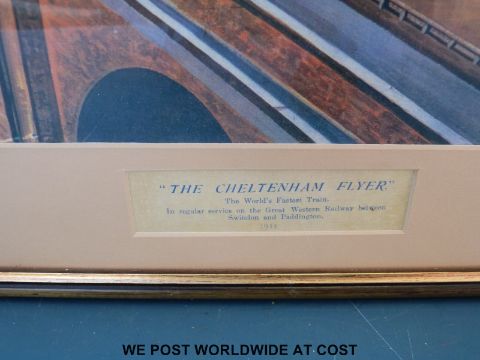 "THE CHELTENHAM FLYER"
The World's Fastest Train.
In regular service on the Great Western Railway between
Swindon and Paddington.
WE POST WORLDWIDE AT COST